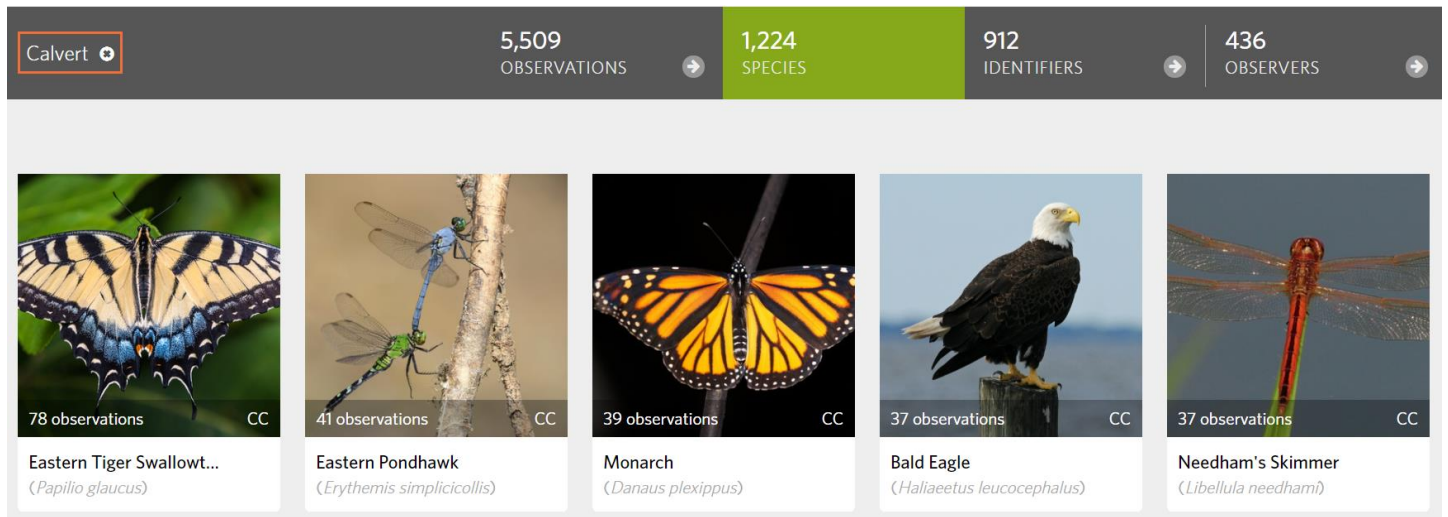 Calvert
5,509
OBSERVATIONS
1,224
SPECIES
912
IDENTIFIERS
436
OBSERVERS
78 observations CC
Eastern Tiger Swallowt...
(Papilio glaucus)
41 observations CC
Eastern Pondhawk
(Erythemis simplicicollis)
39 observations CC
Monarch
(Danaus plexippus)
37 observations CC
Bald Eagle
(Haliaeetus leucocephalus)
37 observations CC
Needham's Skimmer
(Libellula needhami)